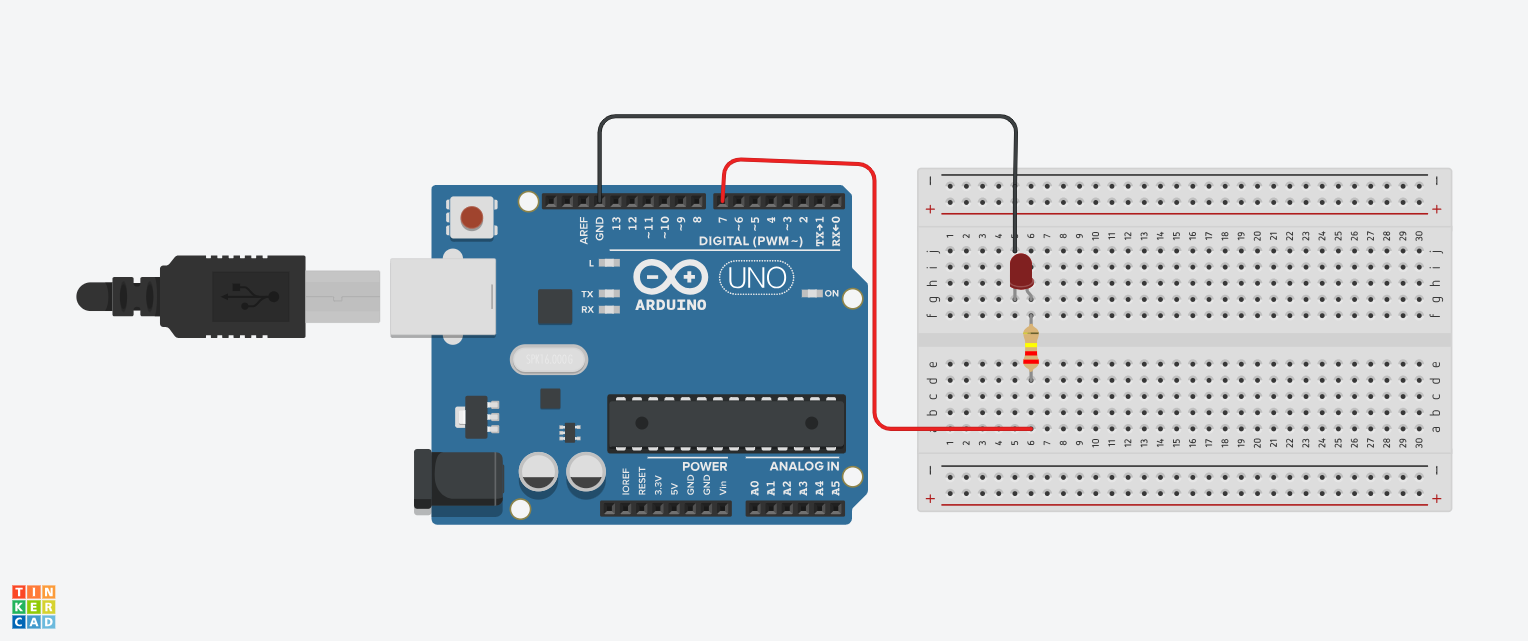 AREF
GND
13
12
~11
~10
~9
8
7
~6
~5
4
~3
2
TX→1
RX←0
DIGITAL (PWM~)
L
TX
RX
ARDUINO
UNO
ON
POWER
ANALOG IN
IOREF
RESET
3.3V
5V
GND
GND
Vin
A0
A1
A2
A3
A4
A5
− −
+ +
1 2 3 4 5 6 7 8 9 10 11 12 13 14 15 16 17 18 19 20 21 22 23 24 25 26 27 28 29 30
j j
i i
h h
g g
f f
e e
d d
c c
b b
a a
1 2 3 4 5 6 7 8 9 10 11 12 13 14 15 16 17 18 19 20 21 22 23 24 25 26 27 28 29 30
− −
+ +
TIN
KER
CAD